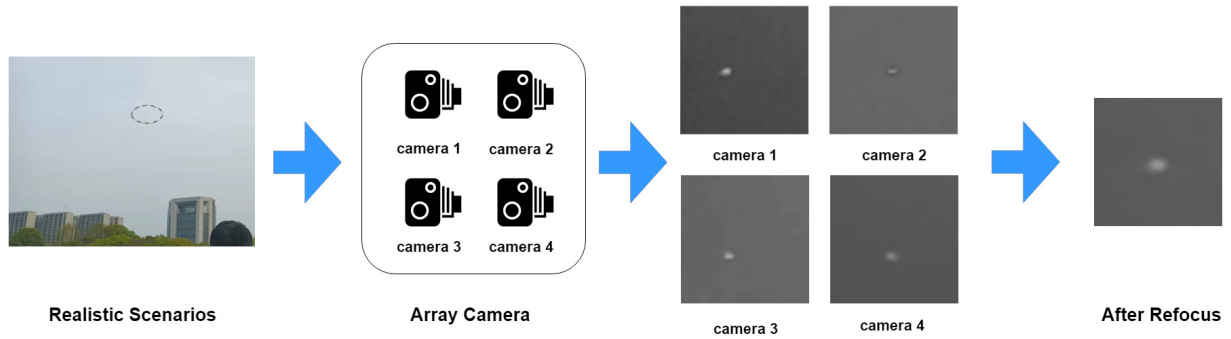 camera 1
camera 2
camera 3
camera 4
camera 1
camera 2
camera 3
camera 4
Realistic Scenarios
Array Camera
After Refocus